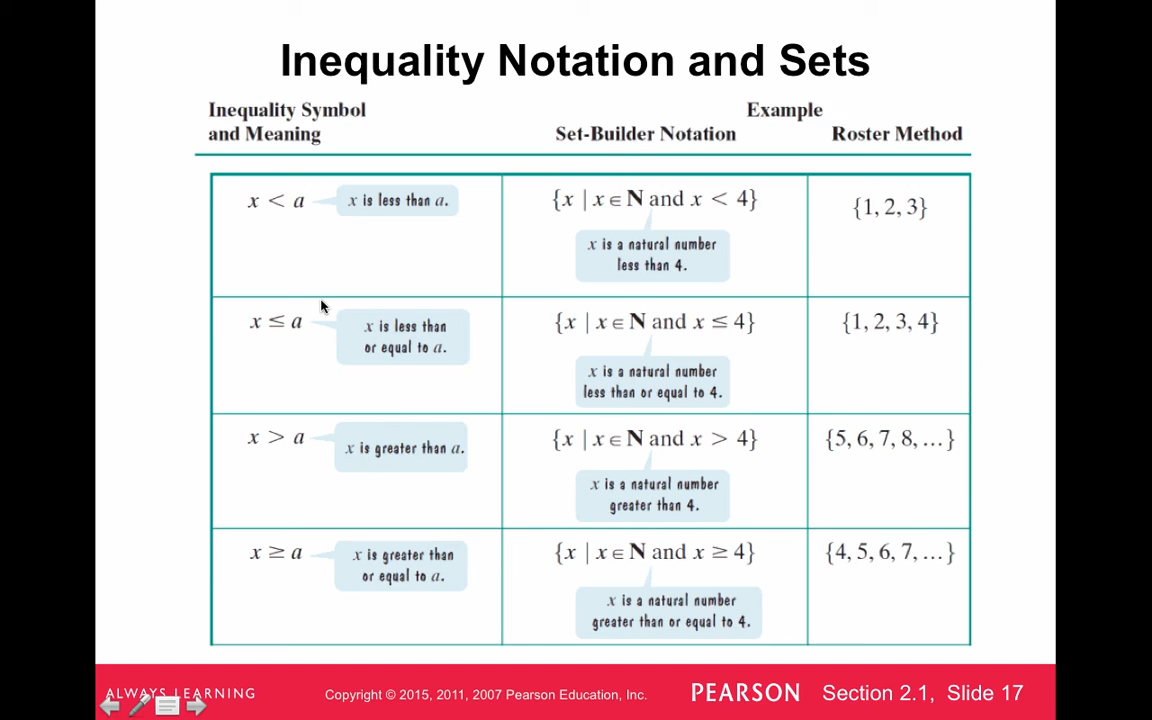 Inequality Notation and Sets
Inequality Symbol
and Meaning
Example
Set-Builder Notation
Roster Method
x < a
x is less than a.
{x | x ∈ N and x < 4}
x is a natural number
less than 4.
{1, 2, 3}
x ≤ a
x is less than
or equal to a.
{x | x ∈ N and x ≤ 4}
x is a natural number
less than or equal to 4.
{1, 2, 3, 4}
x > a
x is greater than a.
{x | x ∈ N and x > 4}
x is a natural number
greater than 4.
{5, 6, 7, 8, …}
x ≥ a
x is greater than
or equal to a.
{x | x ∈ N and x ≥ 4}
x is a natural number
greater than or equal to 4.
{4, 5, 6, 7, …}
ALWAYS LEARNING
Copyright © 2015, 2011, 2007 Pearson Education, Inc.
PEARSON
Section 2.1, Slide 17